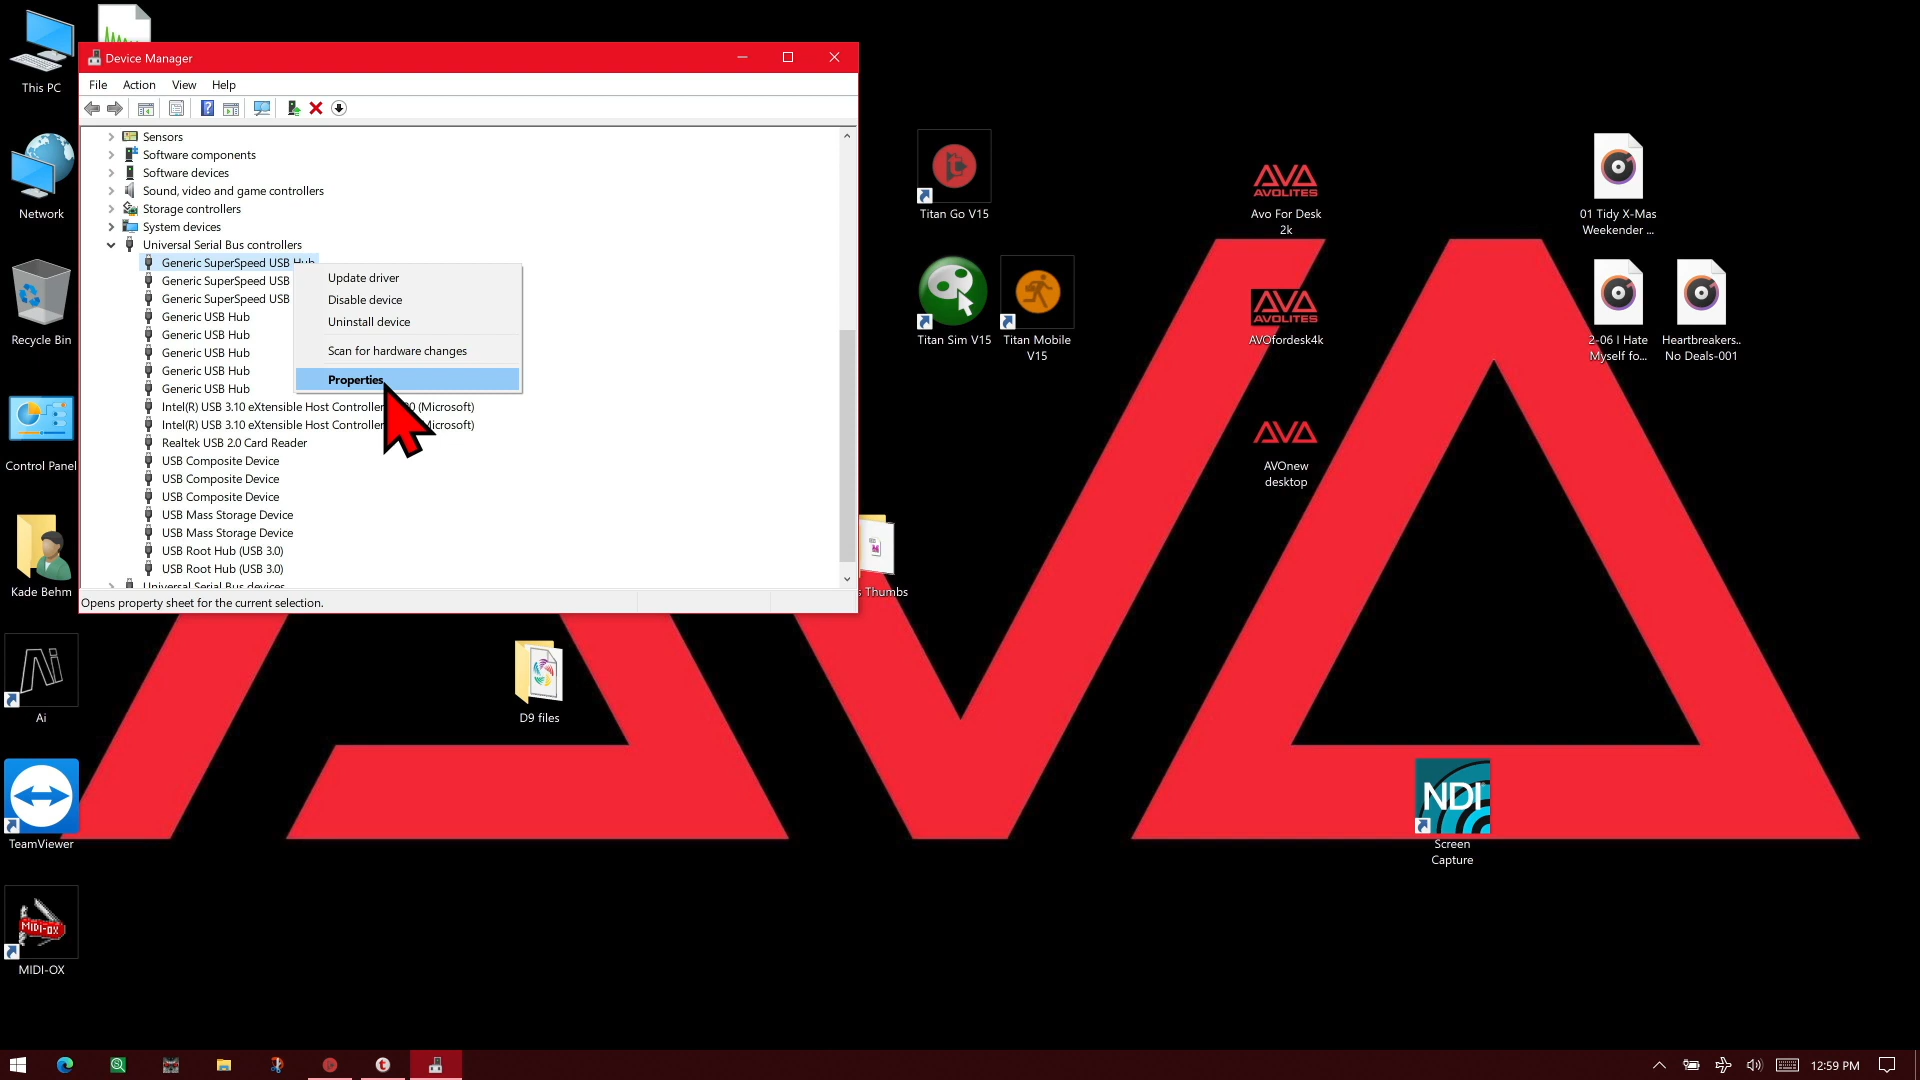 This PC
Network
Recycle Bin
Control Panel
Kade Behm
Ai
TeamViewer
MIDI-OX
MIDI-OX
Device Manager
File Action View Help
Sensors
Software components
Software devices
Sound, video and game controllers
Storage controllers
System devices
Universal Serial Bus controllers
Generic SuperSpeed USB Hub
Generic SuperSpeed USB
Generic SuperSpeed USB
Generic USB Hub
Generic USB Hub
Generic USB Hub
Generic USB Hub
Generic USB Hub
Intel(R) USB 3.10 eXtensible Host Controller (Microsoft)
Intel(R) USB 3.10 eXtensible Host Controller
Realtek USB 2.0 Card Reader
USB Composite Device
USB Composite Device
USB Composite Device
USB Mass Storage Device
USB Mass Storage Device
USB Root Hub (USB 3.0)
USB Root Hub (USB 3.0)
Universal Serial Bus devices
Opens property sheet for the current selection.
Update driver
Disable device
Uninstall device
Scan for hardware changes
Properties
Titan Go V15
Titan Sim V15
Titan Mobile
V15
Thumbs
D9 files
AVA
AVOLITES
Avo For Desk
2k
AVA
AVOLITES
AVOfordesk4k
AVA
AVOnew
desktop
01 Tidy X-Mas
Weekender ...
2-06 I Hate
Myself fo...
Heartbreakers..
No Deals-001
NDI
Screen
Capture
12:59 PM